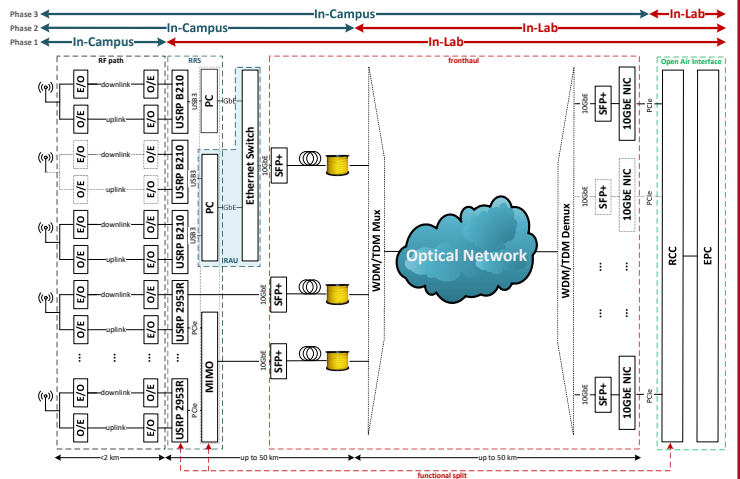 Phase 3 In-Campus In-Lab
Phase 2 In-Campus In-Lab
Phase 1 In-Campus In-Lab
RF path RRS fronthaul Open Air Interface
E/O downlink O/E
O/E uplink E/O
USRP B210
USB3
PC
1GbE
E/O downlink O/E
O/E uplink E/O
USRP B210
USB3
PC
1GbE
Ethernet Switch
RAU
E/O downlink O/E
O/E uplink E/O
USRP B210
USB3
E/O downlink O/E
O/E uplink E/O
USRP 2953R
PCIe
MIMO
... ... ...
E/O downlink O/E
O/E uplink E/O
USRP 2953R
PCIe
10GbE SFP+
10GbE SFP+
10GbE SFP+
WDM/TDM Mux
Optical Network
WDM/TDM Demux
10GbE SFP+ 10GbE NIC PCIe
10GbE SFP+ 10GbE NIC PCIe
... ...
... ...
10GbE SFP+ 10GbE NIC PCIe
RCC
EPC
<2 km up to 50 km up to 50 km
functional split